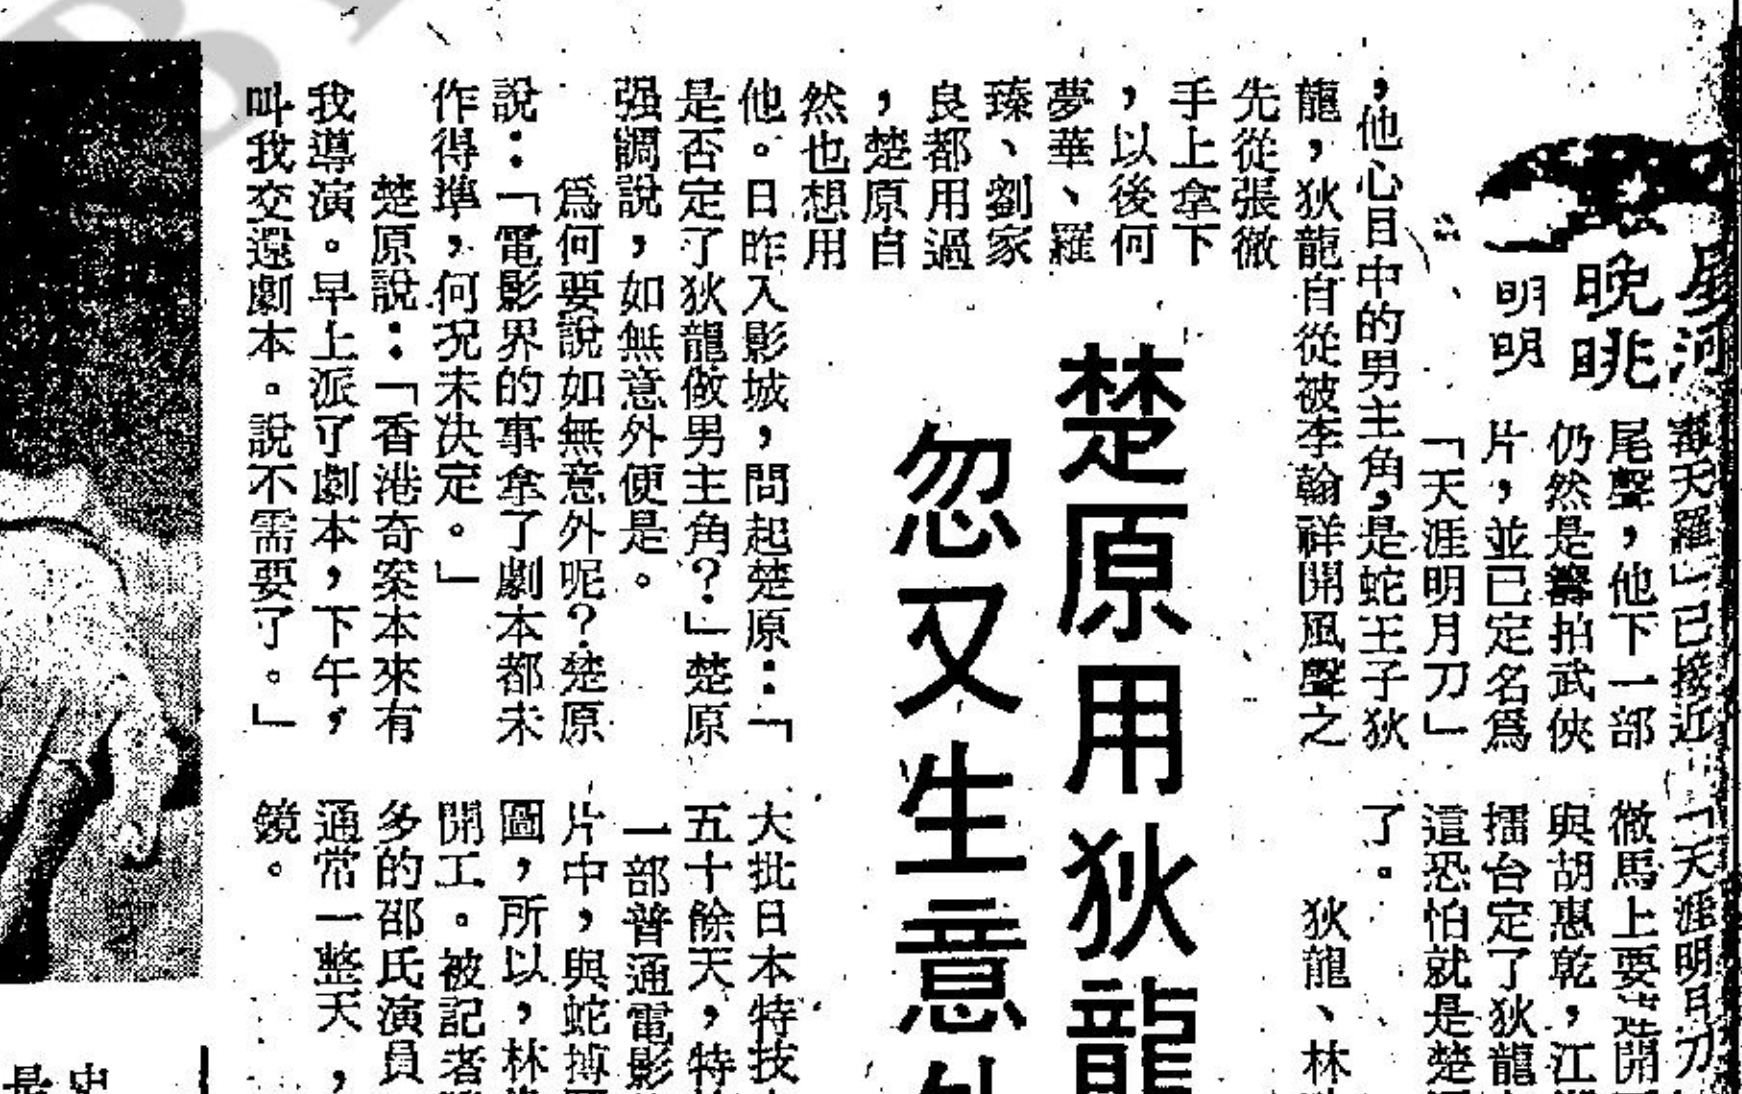 星河
晚眺
明明
楚原用狄龍
忽又生意外
毒天羅」已接近
尾聲,他下一部
仍然是籌拍武俠
片,並已定名爲
「天涯明月刀」
,他心目中的男主角,是蛇王子狄
龍,狄龍自從被李翰祥開風聲之
先從張徹
手上拿下
,以後何
夢華、羅
臻、劉家
良都用過
,楚原自
然也想用
他。日昨入影城,問起楚原:「
是否定了狄龍做男主角?」楚原
强調說,如無意外便是。
爲何要說如無意外呢?楚原
說:「電影界的事拿了劇本都未
作得準,何况未決定。」
楚原說:「香港奇案本來有
我導演。早上派了劇本,下午,
叫我交還劇本。說不需要了。」
「天涯明月刀
徹馬上要開
與胡惠乾,江
擂台定了狄龍
這恐怕就是楚
了。
狄龍、林
大批日本特技
五十餘天,特
一部普通電影
片中,與蛇搏
圖,所以,林
開工。被記者
多的邵氏演員
通常一整天,
鏡。